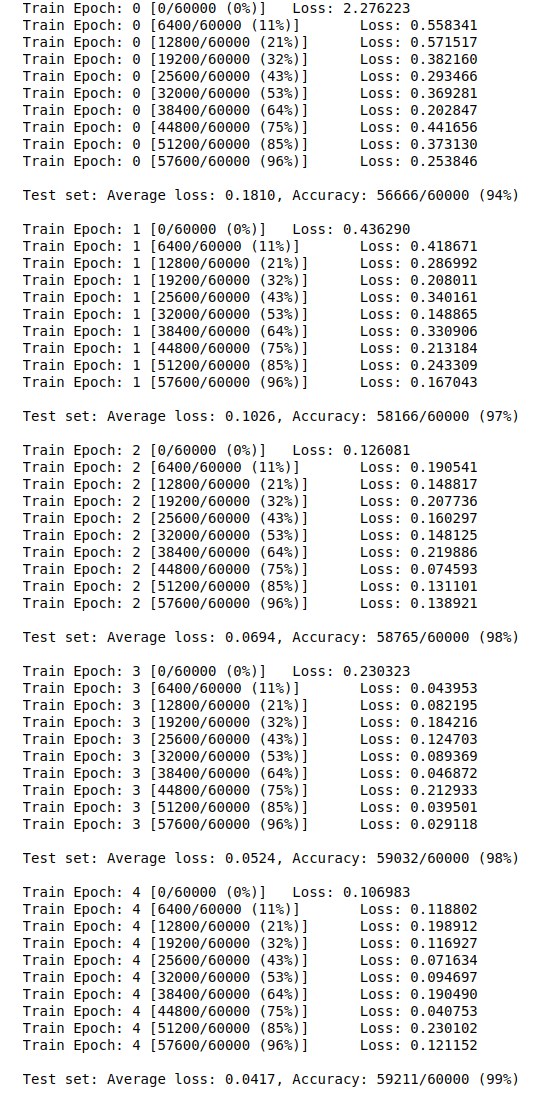 Train Epoch: 0 [0/60000 (0%)]   Loss: 2.276223
Train Epoch: 0 [6400/60000 (11%)]       Loss: 0.558341
Train Epoch: 0 [12800/60000 (21%)]      Loss: 0.571517
Train Epoch: 0 [19200/60000 (32%)]      Loss: 0.382160
Train Epoch: 0 [25600/60000 (43%)]      Loss: 0.293466
Train Epoch: 0 [32000/60000 (53%)]      Loss: 0.369281
Train Epoch: 0 [38400/60000 (64%)]      Loss: 0.202847
Train Epoch: 0 [44800/60000 (75%)]      Loss: 0.441656
Train Epoch: 0 [51200/60000 (85%)]      Loss: 0.373130
Train Epoch: 0 [57600/60000 (96%)]      Loss: 0.253846
Test set: Average loss: 0.1810, Accuracy: 56666/60000 (94%)
Train Epoch: 1 [0/60000 (0%)]   Loss: 0.436290
Train Epoch: 1 [6400/60000 (11%)]       Loss: 0.418671
Train Epoch: 1 [12800/60000 (21%)]      Loss: 0.286992
Train Epoch: 1 [19200/60000 (32%)]      Loss: 0.208011
Train Epoch: 1 [25600/60000 (43%)]      Loss: 0.340161
Train Epoch: 1 [32000/60000 (53%)]      Loss: 0.148865
Train Epoch: 1 [38400/60000 (64%)]      Loss: 0.330906
Train Epoch: 1 [44800/60000 (75%)]      Loss: 0.213184
Train Epoch: 1 [51200/60000 (85%)]      Loss: 0.243309
Train Epoch: 1 [57600/60000 (96%)]      Loss: 0.167043
Test set: Average loss: 0.1026, Accuracy: 58166/60000 (97%)
Train Epoch: 2 [0/60000 (0%)]   Loss: 0.126081
Train Epoch: 2 [6400/60000 (11%)]       Loss: 0.190541
Train Epoch: 2 [12800/60000 (21%)]      Loss: 0.148817
Train Epoch: 2 [19200/60000 (32%)]      Loss: 0.207736
Train Epoch: 2 [25600/60000 (43%)]      Loss: 0.160297
Train Epoch: 2 [32000/60000 (53%)]      Loss: 0.148125
Train Epoch: 2 [38400/60000 (64%)]      Loss: 0.219886
Train Epoch: 2 [44800/60000 (75%)]      Loss: 0.074593
Train Epoch: 2 [51200/60000 (85%)]      Loss: 0.131101
Train Epoch: 2 [57600/60000 (96%)]      Loss: 0.138921
Test set: Average loss: 0.0694, Accuracy: 58765/60000 (98%)
Train Epoch: 3 [0/60000 (0%)]   Loss: 0.230323
Train Epoch: 3 [6400/60000 (11%)]       Loss: 0.043953
Train Epoch: 3 [12800/60000 (21%)]      Loss: 0.082195
Train Epoch: 3 [19200/60000 (32%)]      Loss: 0.184216
Train Epoch: 3 [25600/60000 (43%)]      Loss: 0.124703
Train Epoch: 3 [32000/60000 (53%)]      Loss: 0.089369
Train Epoch: 3 [38400/60000 (64%)]      Loss: 0.046872
Train Epoch: 3 [44800/60000 (75%)]      Loss: 0.212933
Train Epoch: 3 [51200/60000 (85%)]      Loss: 0.039501
Train Epoch: 3 [57600/60000 (96%)]      Loss: 0.029118
Test set: Average loss: 0.0524, Accuracy: 59032/60000 (98%)
Train Epoch: 4 [0/60000 (0%)]   Loss: 0.106983
Train Epoch: 4 [6400/60000 (11%)]       Loss: 0.118802
Train Epoch: 4 [12800/60000 (21%)]      Loss: 0.198912
Train Epoch: 4 [19200/60000 (32%)]      Loss: 0.116927
Train Epoch: 4 [25600/60000 (43%)]      Loss: 0.071634
Train Epoch: 4 [32000/60000 (53%)]      Loss: 0.094697
Train Epoch: 4 [38400/60000 (64%)]      Loss: 0.190490
Train Epoch: 4 [44800/60000 (75%)]      Loss: 0.040753
Train Epoch: 4 [51200/60000 (85%)]      Loss: 0.230102
Train Epoch: 4 [57600/60000 (96%)]      Loss: 0.121152
Test set: Average loss: 0.0417, Accuracy: 59211/60000 (99%)